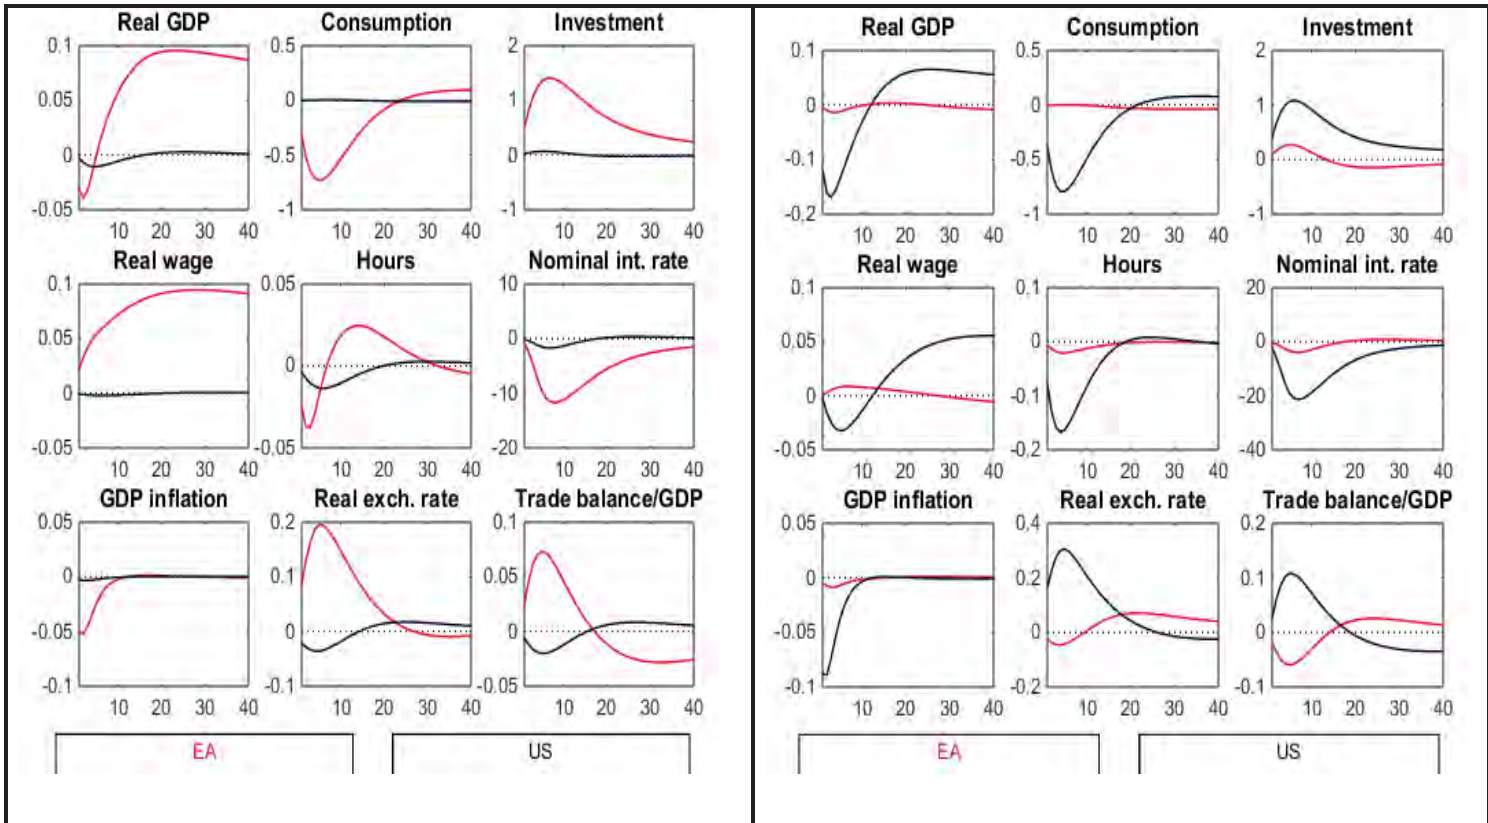 Real GDP Consumption Investment
0.1 0.5 2
0.05 0 1
0 -0.5 0
-0.05 -1 -1
10 20 30 40 10 20 30 40 10 20 30 40
Real wage Hours Nominal int. rate
0.1 0.05 10
0.05 0 0
0 -10
-0.05 -0.05 -20
10 20 30 40 10 20 30 40 10 20 30 40
GDP inflation Real exch. rate Trade balance/GDP
0.05 0.2 0.1
0 0.1 0.05
-0.05 0 0
-0.1 -0.1 -0.05
10 20 30 40 10 20 30 40 10 20 30 40
EA US
Real GDP Consumption Investment
0.1 0.5 2
0 0 1
-0.1 -0.5 0
-0.2 -1 -1
10 20 30 40 10 20 30 40 10 20 30 40
Real wage Hours Nominal int. rate
0.1 0.1 20
0.05 0 0
0 -0.1 -20
-0.05 -0.2 -40
10 20 30 40 10 20 30 40 10 20 30 40
GDP inflation Real exch. rate Trade balance/GDP
0.05 0.4 0.2
0 0.2 0.1
-0.05 0 0
-0.1 -0.2 -0.1
10 20 30 40 10 20 30 40 10 20 30 40
EA US